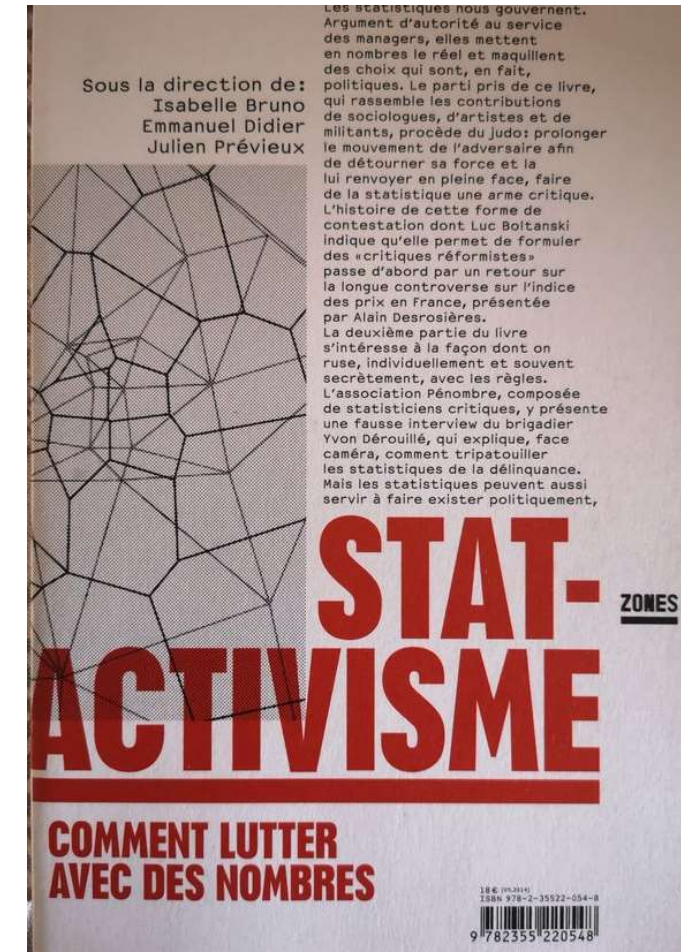 Les statistiques nous gouvernent.
Argument d'autorité au service
des managers, elles mettent
en nombres le réel et maquillent
des choix qui sont, en fait,
politiques. Le parti pris de ce livre,
qui rassemble les contributions
de sociologues, d'artistes et de
militants, procède du judo: prolonger
le mouvement de l'adversaire afin
de détourner sa force et la
lui renvoyer en pleine face, faire
de la statistique une arme critique.
L'histoire de cette forme de
contestation dont Luc Boltanski
indique qu'elle permet de formuler
des «critiques réformistes»
passe d'abord par un retour sur
la longue controverse sur l'indice
des prix en France, présentée
par Alain Desrosières.
La deuxième partie du livre
s'intéresse à la façon dont on
ruse, individuellement et souvent
secrètement, avec les règles.
L'association Pénombre, composée
de statisticiens critiques, y présente
une fausse interview du brigadier
Yvon Dérouillé, qui explique, face
caméra, comment tripatouiller
les statistiques de la délinquance.
Mais les statistiques peuvent aussi
servir à faire exister politiquement,
Sous la direction de:
Isabelle Bruno
Emmanuel Didier
Julien Prévieux
STAT-
ACTIVISME
ZONES
COMMENT LUTTER
AVEC DES NOMBRES
18 € [05.2014]
ISBN 978-2-35522-054-8
9 782355 220548